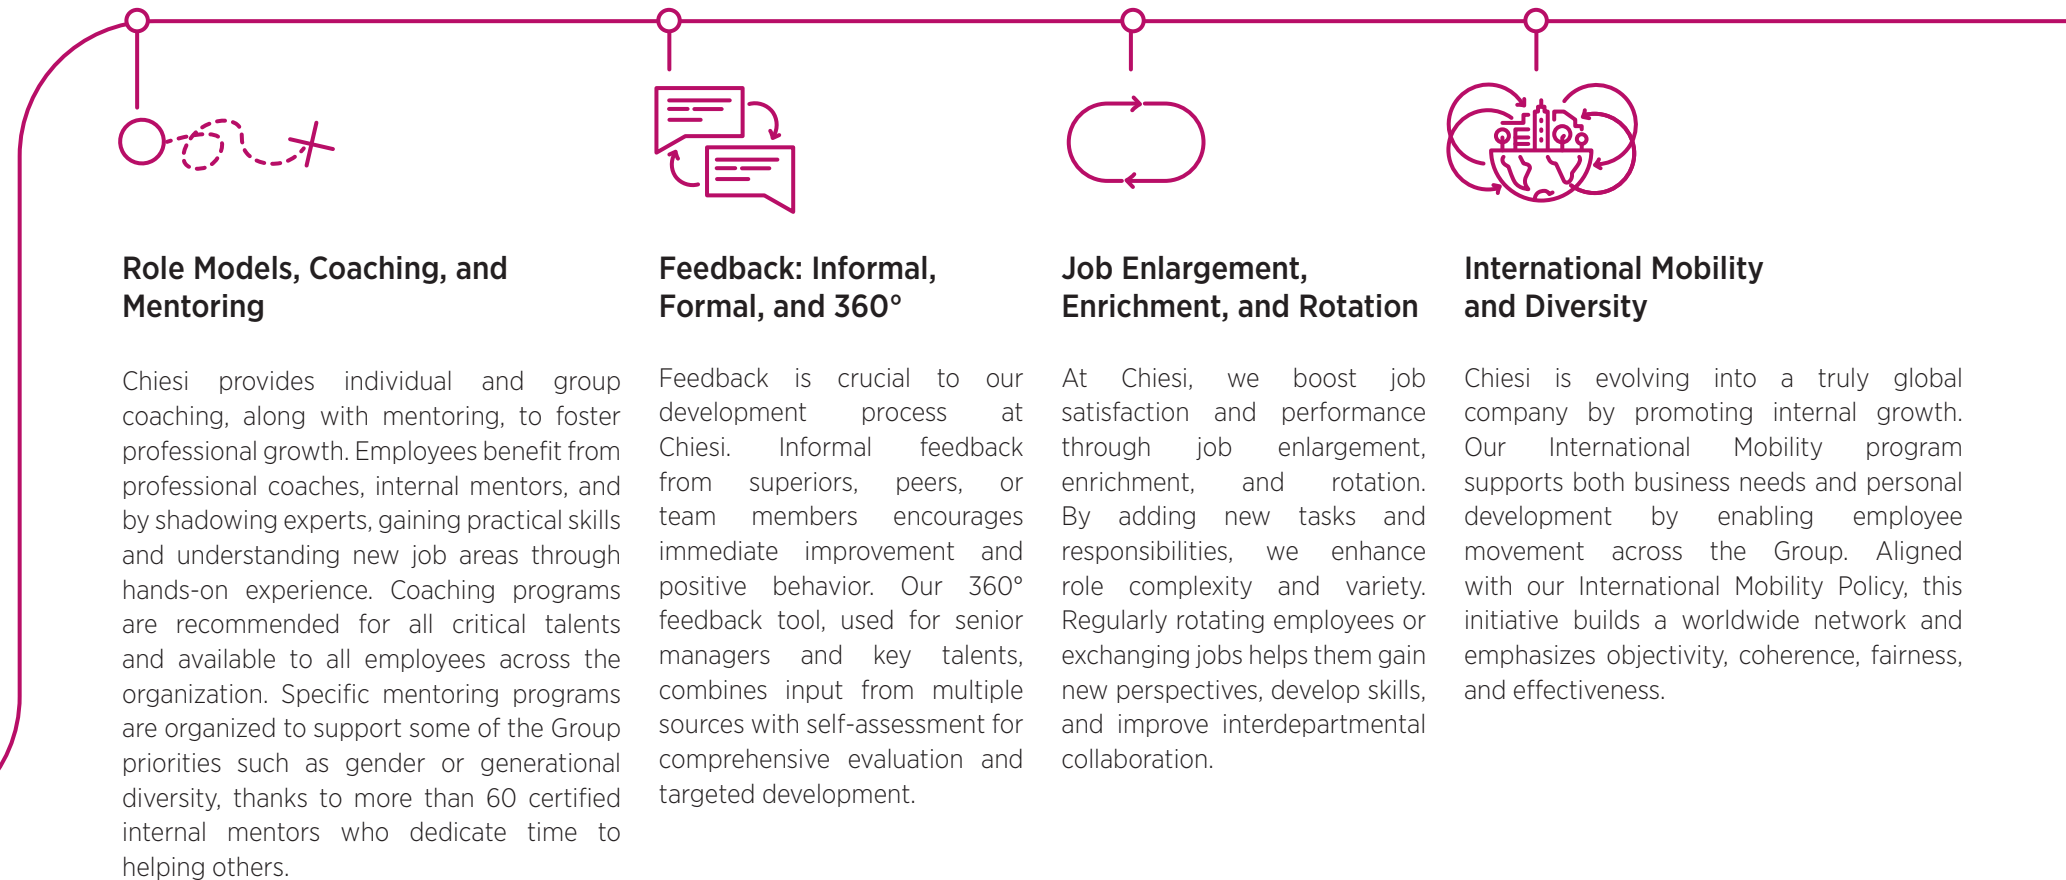 Role Models, Coaching, and
Mentoring
Chiesi provides individual and group
coaching, along with mentoring, to foster
professional growth. Employees benefit from
professional coaches, internal mentors, and
by shadowing experts, gaining practical skills
and understanding new job areas through
hands-on experience. Coaching programs
are recommended for all critical talents
and available to all employees across the
organization. Specific mentoring programs
are organized to support some of the Group
priorities such as gender or generational
diversity, thanks to more than 60 certified
internal mentors who dedicate time to
helping others.
Feedback: Informal,
Formal, and 360°
Feedback is crucial to our
development process at
Chiesi. Informal feedback
from superiors, peers, or
team members encourages
immediate improvement and
positive behavior. Our 360°
feedback tool, used for senior
managers and key talents,
combines input from multiple
sources with self-assessment for
comprehensive evaluation and
targeted development.
Job Enlargement,
Enrichment, and Rotation
At Chiesi, we boost job
satisfaction and performance
through job enlargement,
enrichment, and rotation.
By adding new tasks and
responsibilities, we enhance
role complexity and variety.
Regularly rotating employees or
exchanging jobs helps them gain
new perspectives, develop skills,
and improve interdepartmental
collaboration.
International Mobility
and Diversity
Chiesi is evolving into a truly global
company by promoting internal growth.
Our International Mobility program
supports both business needs and personal
development by enabling employee
movement across the Group. Aligned
with our International Mobility Policy, this
initiative builds a worldwide network and
emphasizes objectivity, coherence, fairness,
and effectiveness.